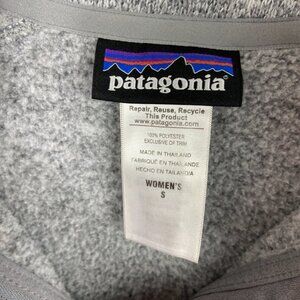 patagonia
Repair, Reuse, Recycle
This Product
www.patagonia.com
100% POLYESTER
EXCLUSIVE OF TRIM
MADE IN THAILAND
FABRIQUÉ EN THAÏLANDE
HECHO EN TAILANDIA
WOMEN'S
S